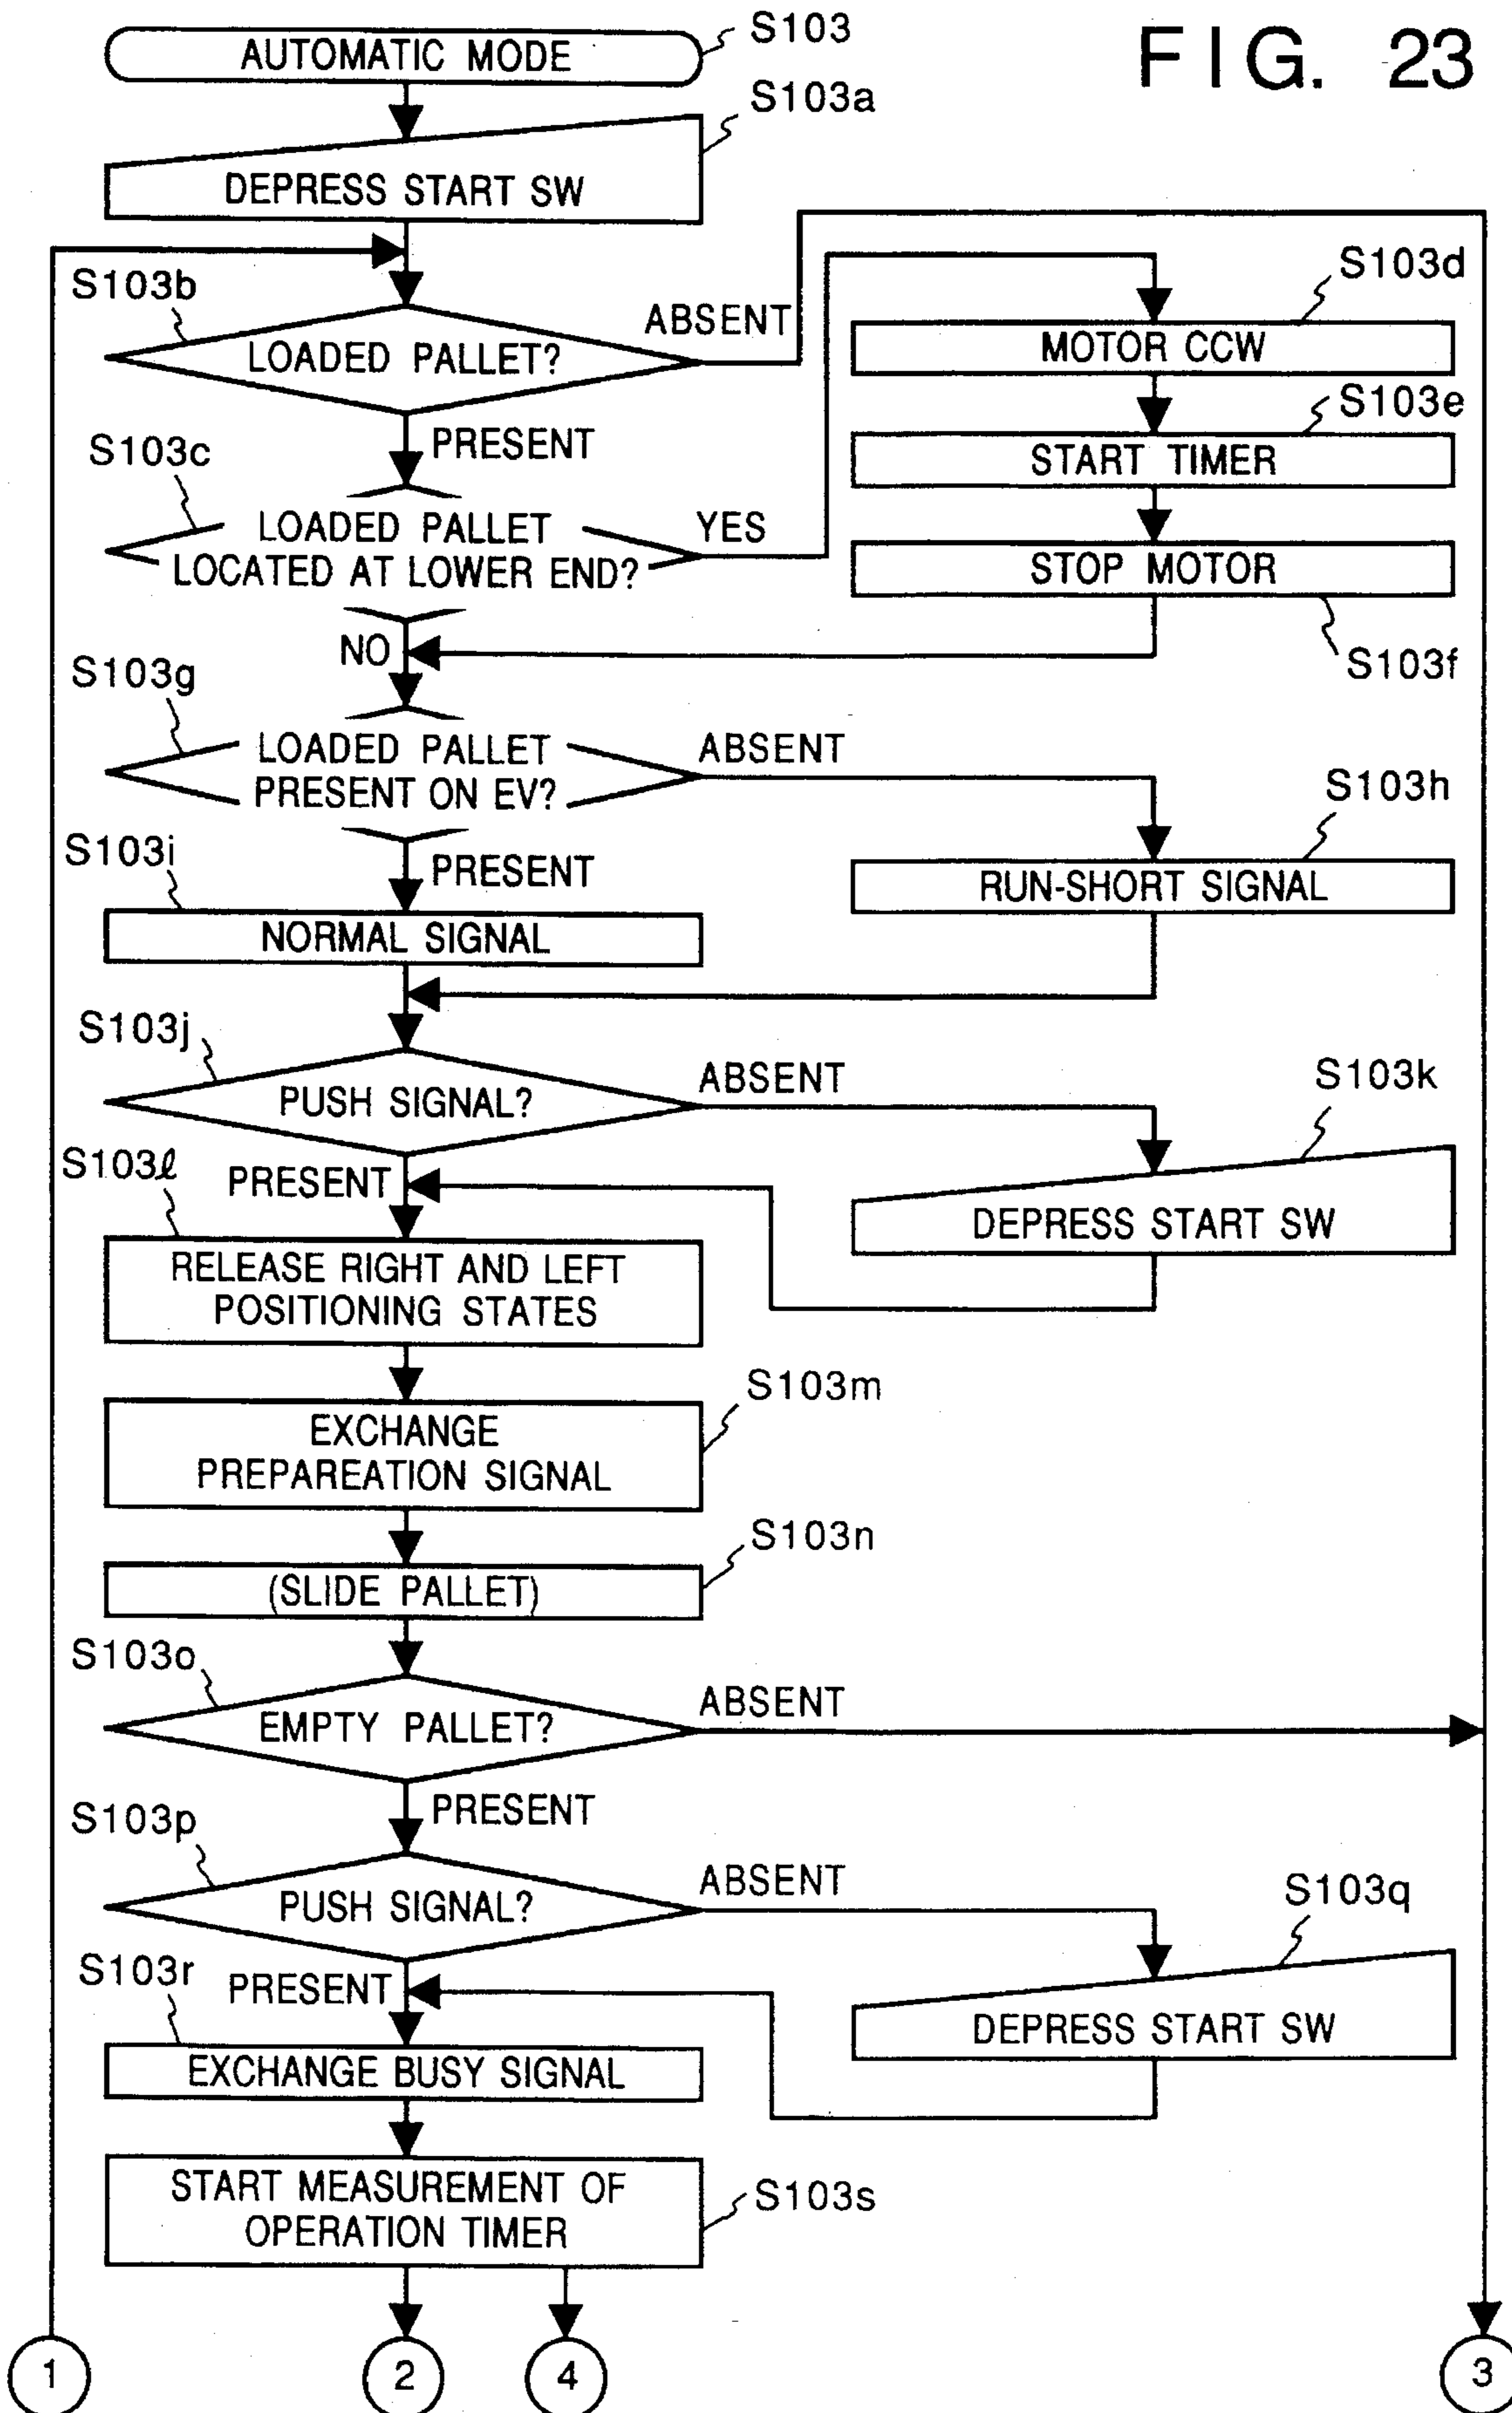 FIG. 23
S103
AUTOMATIC MODE
S103a
DEPRESS START SW
S103b
LOADED PALLET?
ABSENT
PRESENT
S103c
LOADED PALLET
LOCATED AT LOWER END?
YES
NO
S103d
MOTOR CCW
S103e
START TIMER
STOP MOTOR
S103f
S103g
LOADED PALLET
PRESENT ON EV?
ABSENT
PRESENT
S103h
RUN-SHORT SIGNAL
S103i
NORMAL SIGNAL
S103j
PUSH SIGNAL?
ABSENT
S103k
DEPRESS START SW
PRESENT
S103ℓ
RELEASE RIGHT AND LEFT
POSITIONING STATES
S103m
EXCHANGE
PREPAREATION SIGNAL
S103n
(SLIDE PALLET)
S103o
EMPTY PALLET?
ABSENT
PRESENT
S103p
PUSH SIGNAL?
ABSENT
S103q
DEPRESS START SW
PRESENT
S103r
EXCHANGE BUSY SIGNAL
START MEASUREMENT OF
OPERATION TIMER
S103s
1
2
4
3